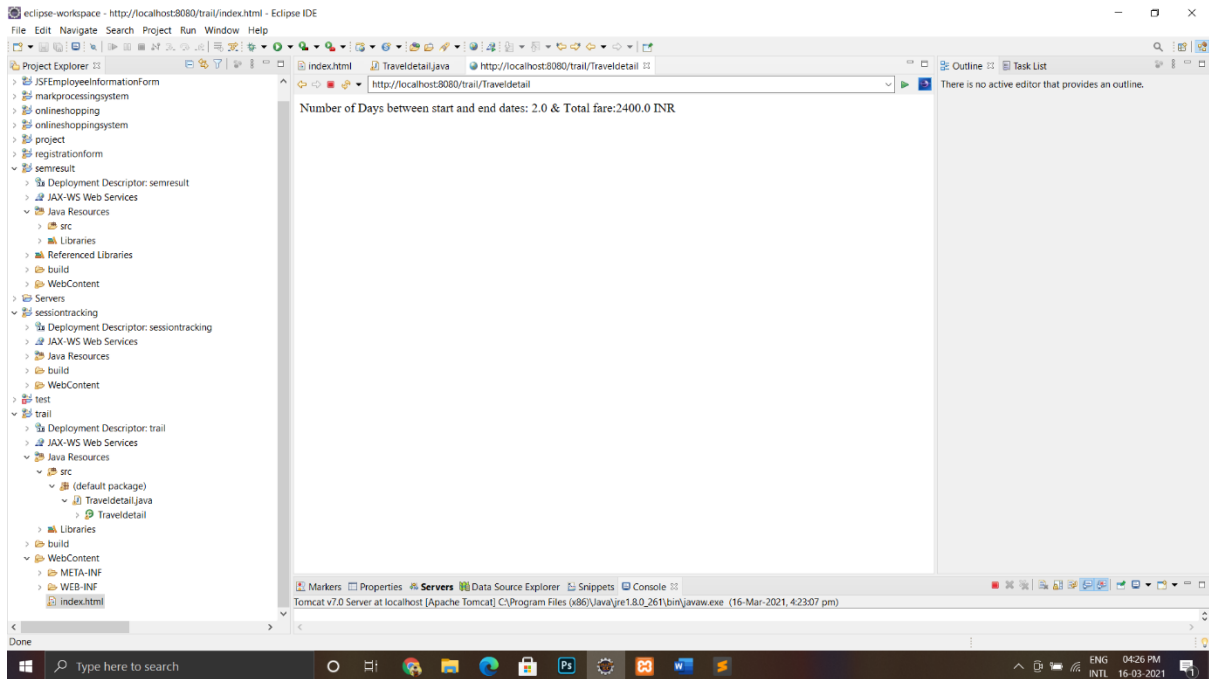 eclipse-workspace - http://localhost:8080/trail/index.html - Eclipse IDE
File Edit Navigate Search Project Run Window Help
Project Explorer
JSFEmployeeInformationForm
markprocessingsystem
onlineshopping
onlineshoppingsystem
project
registrationform
semresult
Deployment Descriptor: semresult
JAX-WS Web Services
Java Resources
src
Libraries
Referenced Libraries
build
WebContent
Servers
sessiontracking
Deployment Descriptor: sessiontracking
JAX-WS Web Services
Java Resources
build
WebContent
test
trail
Deployment Descriptor: trail
JAX-WS Web Services
Java Resources
src
(default package)
Traveldetail.java
Traveldetail
Libraries
build
WebContent
META-INF
WEB-INF
index.html
index.html Traveldetail.java http://localhost:8080/trail/Traveldetail
http://localhost:8080/trail/Traveldetail
Number of Days between start and end dates: 2.0 & Total fare:2400.0 INR
Outline Task List
There is no active editor that provides an outline.
Markers Properties Servers Data Source Explorer Snippets Console
Tomcat v7.0 Server at localhost [Apache Tomcat] C:\Program Files (x86)\Java\jre1.8.0_261\bin\javaw.exe (16-Mar-2021, 4:23:07 pm)
Done
Type here to search
Ps
W
ENG 04:26 PM
INTL 16-03-2021